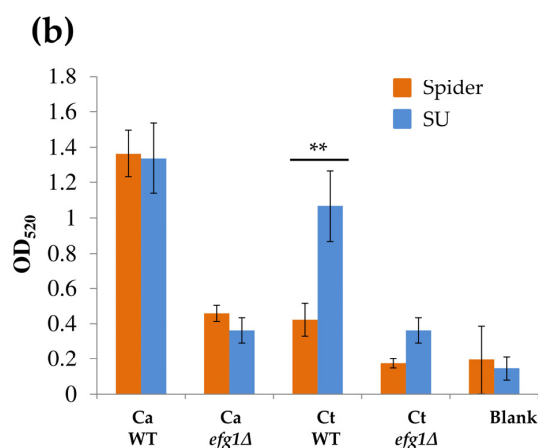 (b)
1.8
1.6
1.4
1.2
1
0.8
0.6
0.4
0.2
0
OD520
Spider
SU
**
Ca WT
Ca efg1Δ
Ct WT
Ct efg1Δ
Blank